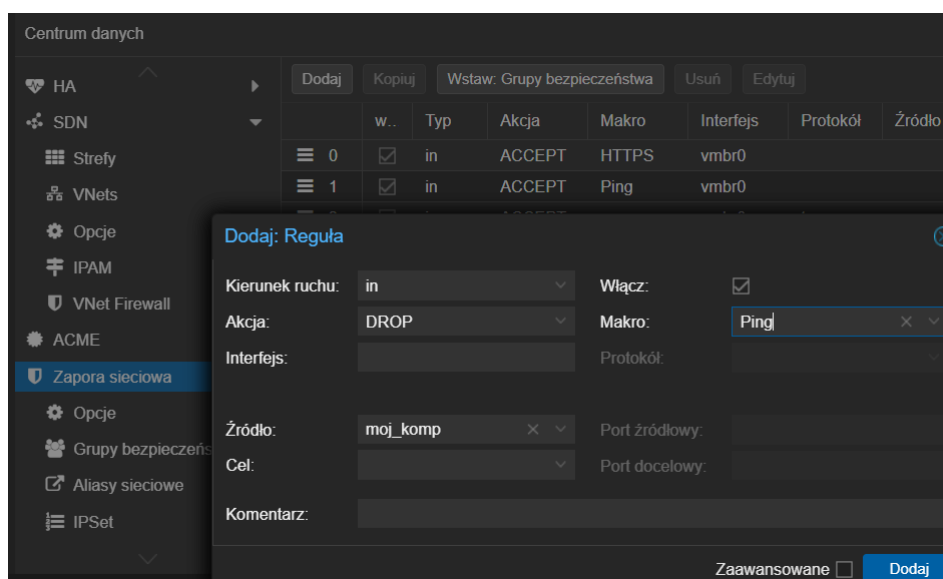 Centrum danych
HA
SDN
Strefy
VNets
Opcje
IPAM
VNet Firewall
ACME
Zapora sieciowa
Opcje
Grupy bezpieczeńs
Aliasy sieciowe
IPSet
Dodaj Kopiuj Wstaw: Grupy bezpieczeństwa Usuń Edytuj
w.. Typ Akcja Makro Interfejs Protokół Źródło
0 in ACCEPT HTTPS vmbr0
1 in ACCEPT Ping vmbr0
Dodaj: Reguła
Kierunek ruchu: in Włącz:
Akcja: DROP Makro: Ping
Interfejs: Protokół:
Źródło: moj_komp Port źródłowy:
Cel: Port docelowy:
Komentarz:
Zaawansowane Dodaj